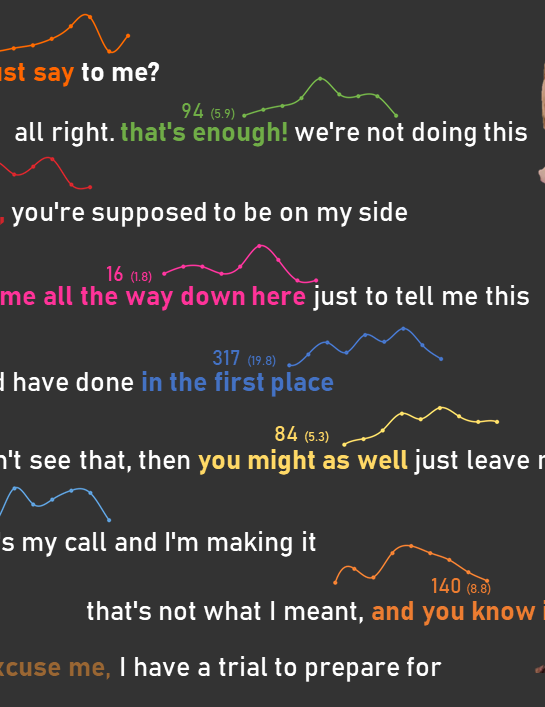 ust say to me?
94 (5.9)
all right. that's enough! we're not doing this
, you're supposed to be on my side
16 (1.8)
me all the way down here just to tell me this
317 (19.8)
d have done in the first place
84 (5.3)
n't see that, then you might as well just leave
's my call and I'm making it
140 (8.8)
that's not what I meant, and you know i
xcuse me, I have a trial to prepare for